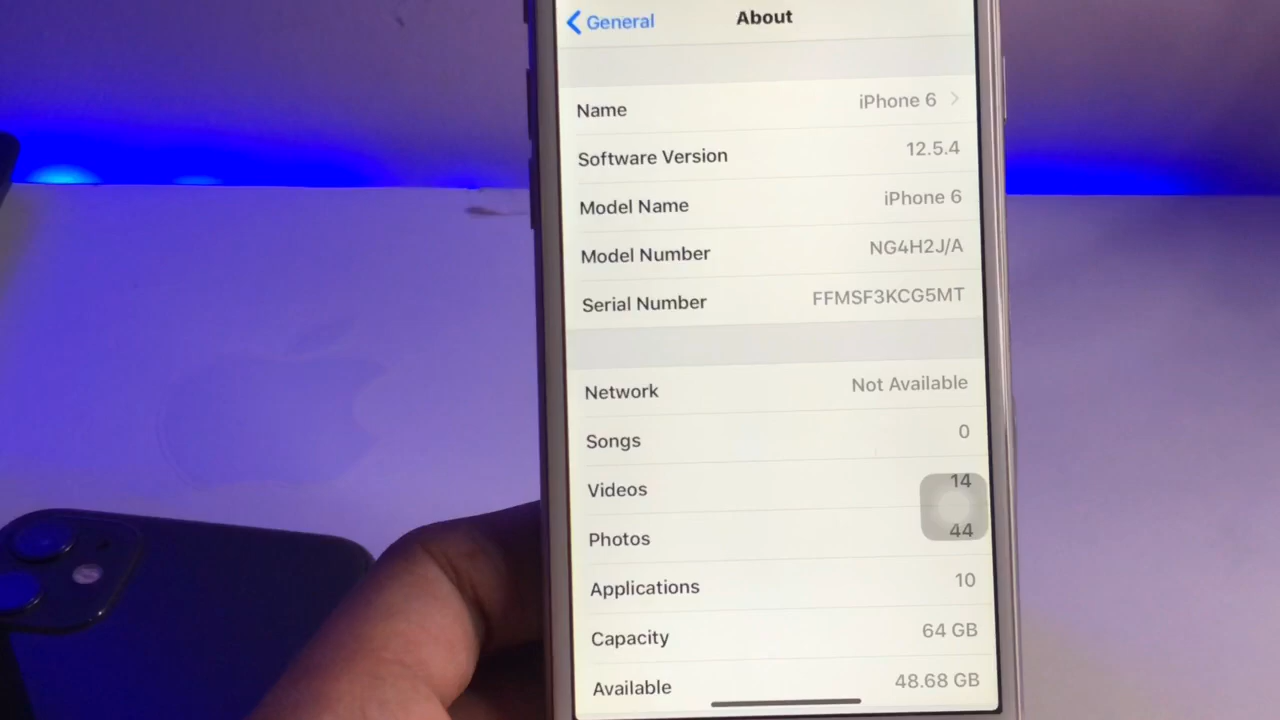 General
About
Name iPhone 6
Software Version 12.5.4
Model Name iPhone 6
Model Number NG4H2J/A
Serial Number FFMSF3KCG5MT
Network Not Available
Songs 0
Videos 14
Photos 44
Applications 10
Capacity 64 GB
Available 48.68 GB